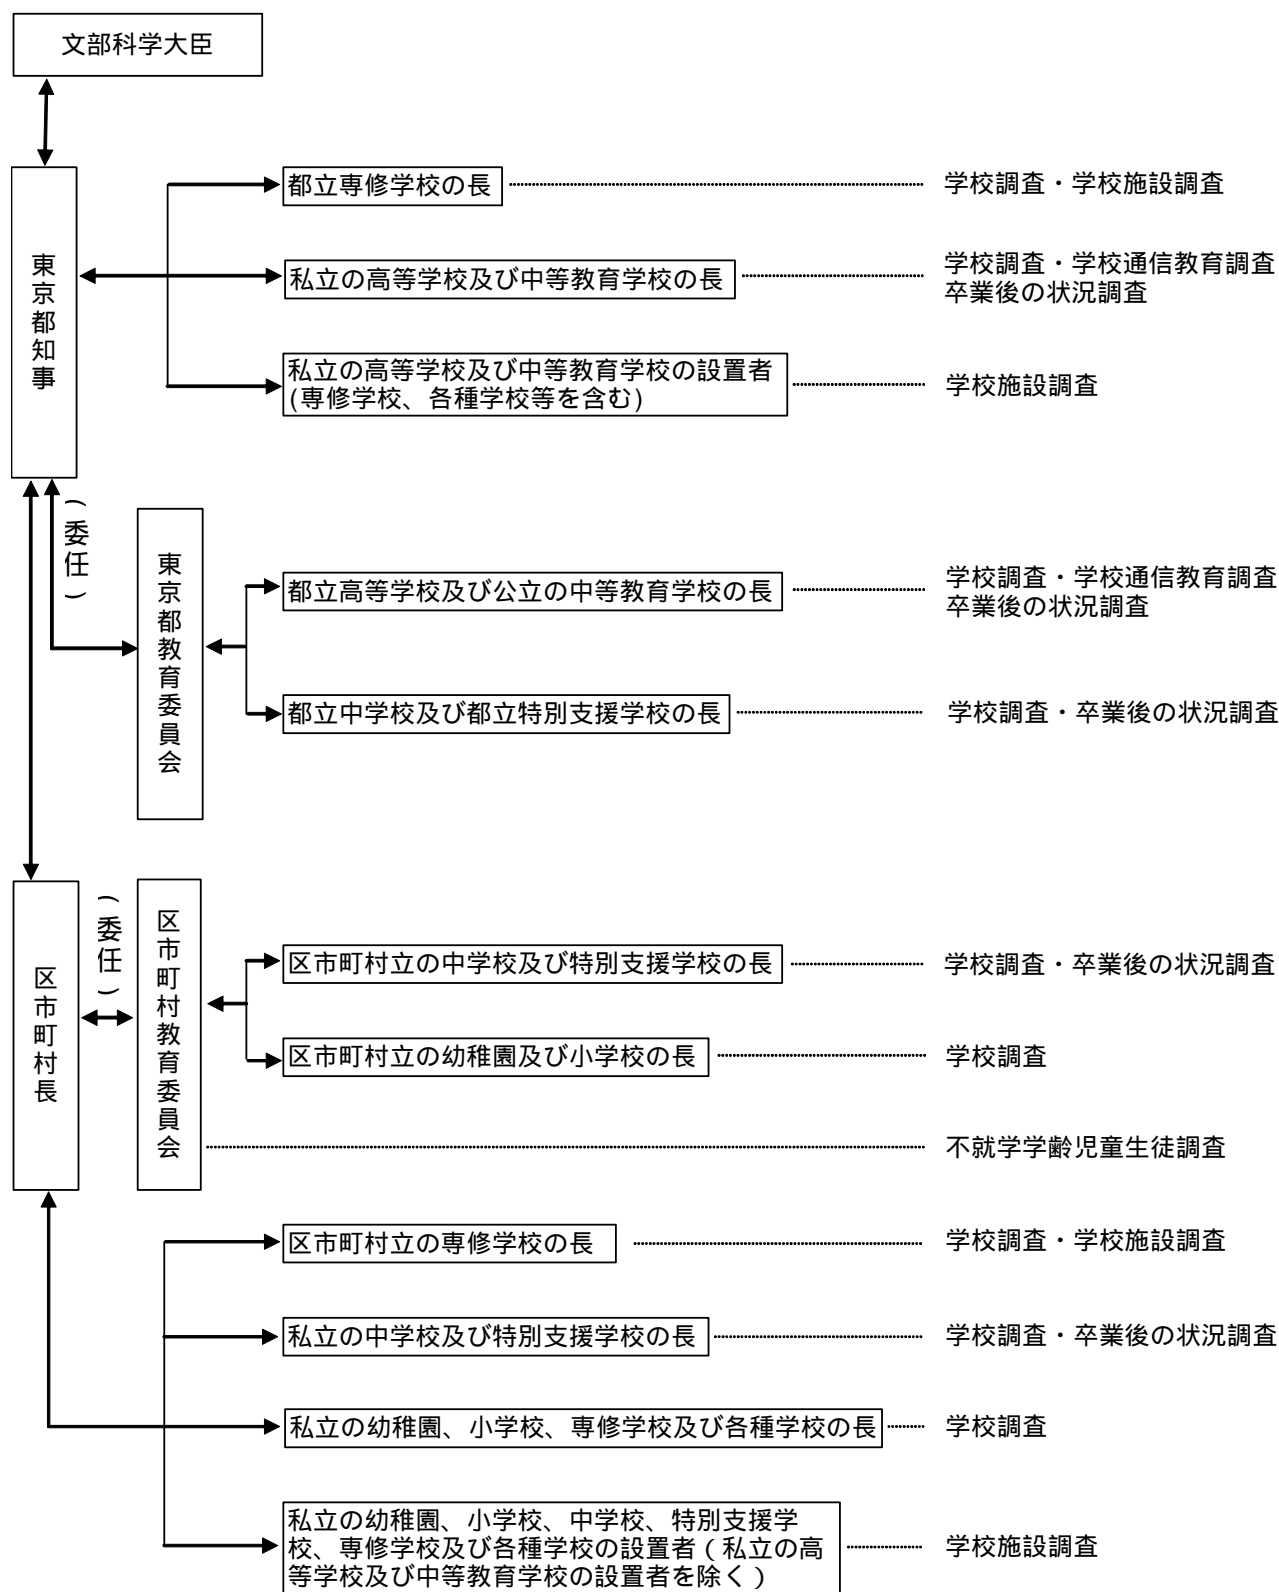 文部科学大臣
東京都知事
都立専修学校の長
学校調査・学校施設調査
私立の高等学校及び中等教育学校の長
学校調査・学校通信教育調査
卒業後の状況調査
私立の高等学校及び中等教育学校の設置者
(専修学校、各種学校等を含む)
学校施設調査
(委任)
東京都教育委員会
都立高等学校及び公立の中等教育学校の長
学校調査・学校通信教育調査
卒業後の状況調査
都立中学校及び都立特別支援学校の長
学校調査・卒業後の状況調査
区市町村長
(委任)
区市町村教育委員会
区市町村立の中学校及び特別支援学校の長
学校調査・卒業後の状況調査
区市町村立の幼稚園及び小学校の長
学校調査
不就学学齢児童生徒調査
区市町村立の専修学校の長
学校調査・学校施設調査
私立の中学校及び特別支援学校の長
学校調査・卒業後の状況調査
私立の幼稚園、小学校、専修学校及び各種学校の長
学校調査
私立の幼稚園、小学校、中学校、特別支援学
校、専修学校及び各種学校の設置者(私立の高
等学校及び中等教育学校の設置者を除く)
学校施設調査